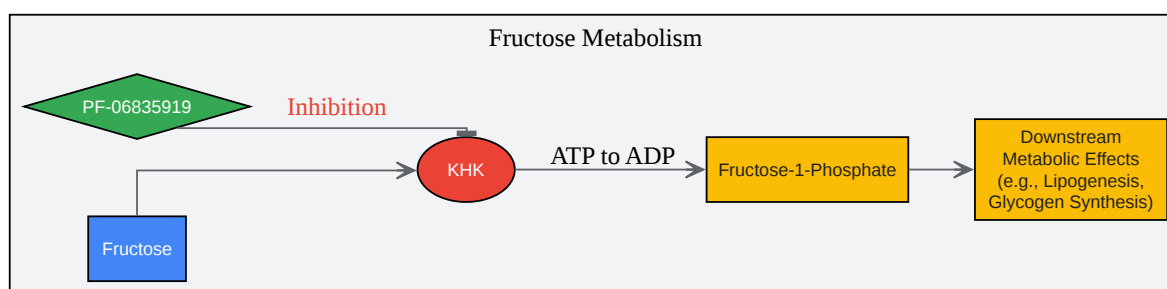 Fructose Metabolism
PF-06835919
Inhibition
KHK
ATP to ADP
Fructose-1-Phosphate
Downstream
Metabolic Effects
(e.g., Lipogenesis,
Glycogen Synthesis)
Fructose